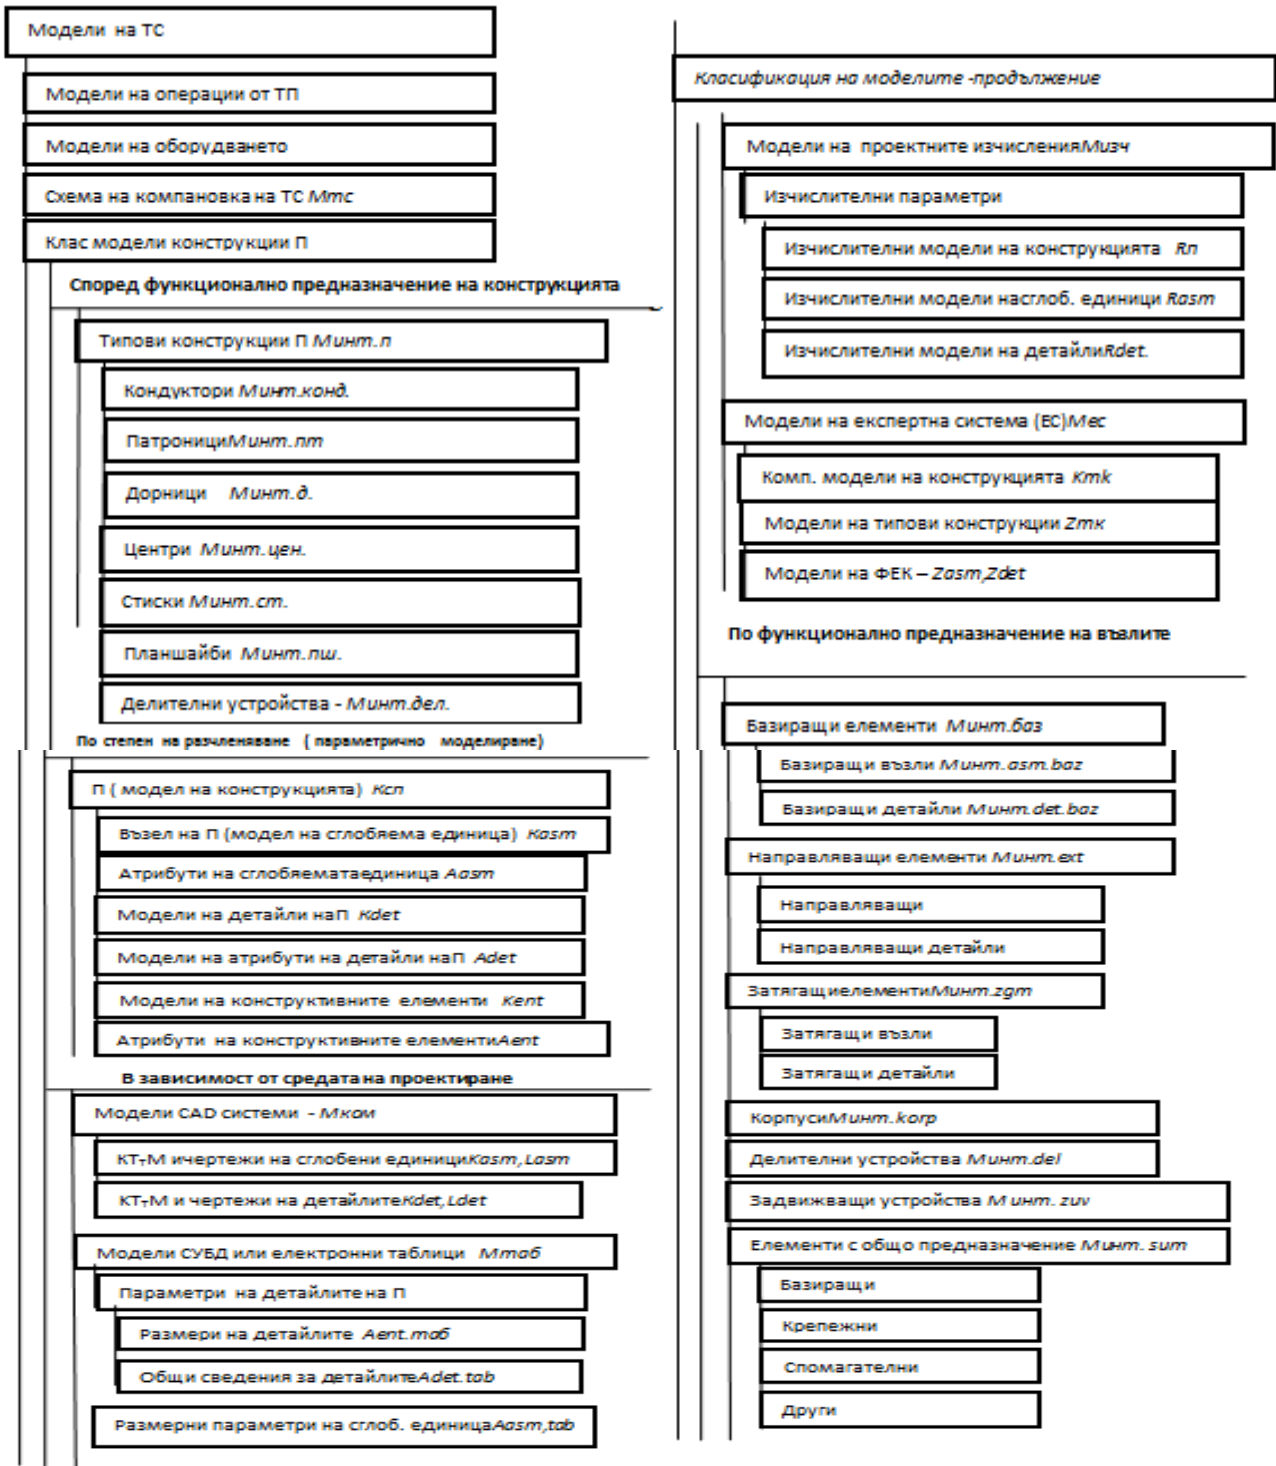 Модели на ТС
Модели на операции от ТП
Модели на оборудването
Схема на компановка на ТС Мтс
Клас модели конструкции П
Според функционално предназначение на конструкцията
Типови конструкции П Минт.п
Кондуктори Минт.конд.
ПатронициМинт.пт
Дорници Минт.д.
Центри Минт.цен.
Стиски Минт.ст.
Планшайби Минт.пш.
Делителни устройства - Минт.дел.
По степен на разчленяване ( параметрично моделиране)
П ( модел на конструкцията) Ксп
Възел на П (модел на сглобяема единица) Kasm
Атрибути на сглобяематаединица Aasm
Модели на детайли наП Kdet
Модели на атрибути на детайли наП Adet
Модели на конструктивните елементи Kent
Атрибути на конструктивните елементиAent
В зависимост от средатана проектиране
Модели CAD системи - Мком
КТтМ ичертежи на сглобени единициKasm,Lasm
КТтМ и чертежи на детайлитеKdet,Ldet
Модели СУБД или електронни таблици Мтаб
Параметри на детайлите на П
Размери на детайлите Aent.таб
Общи сведения за детайлитеAdet.tab
Размерни параметри на сглоб. единицаAasm,tab
Класификация на моделите -продължение
Модели на проектните изчисленияМизч
Изчислителни параметри
Изчислителни модели на конструкцията Rп
Изчислителни модели насглоб. единици Rasm
Изчислителни модели на детайлиRdet.
Модели на експертна система (ЕС)Мес
Комп. модели на конструкцията Kmk
Модели на типови конструкции Zтк
Модели на ФЕК – Zasm,Zdet
По функционално предназначение на възлите
Базиращи елементи Минт.баз
Базиращи възли Минт.asm.baz
Базиращи детайли Минт.det.baz
Направляващи елементи Минт.ext
Направляващи
Направляващи детайли
ЗатягащиелементиМинт.zgm
Затягащи възли
Затягащи детайли
КорпусиМинт.korp
Делителни устройства Минт.del
Задвижващи устройства Минт. zuv
Елементи с общо предназначение Минт. sum
Базиращи
Крепежни
Спомагателни
Други